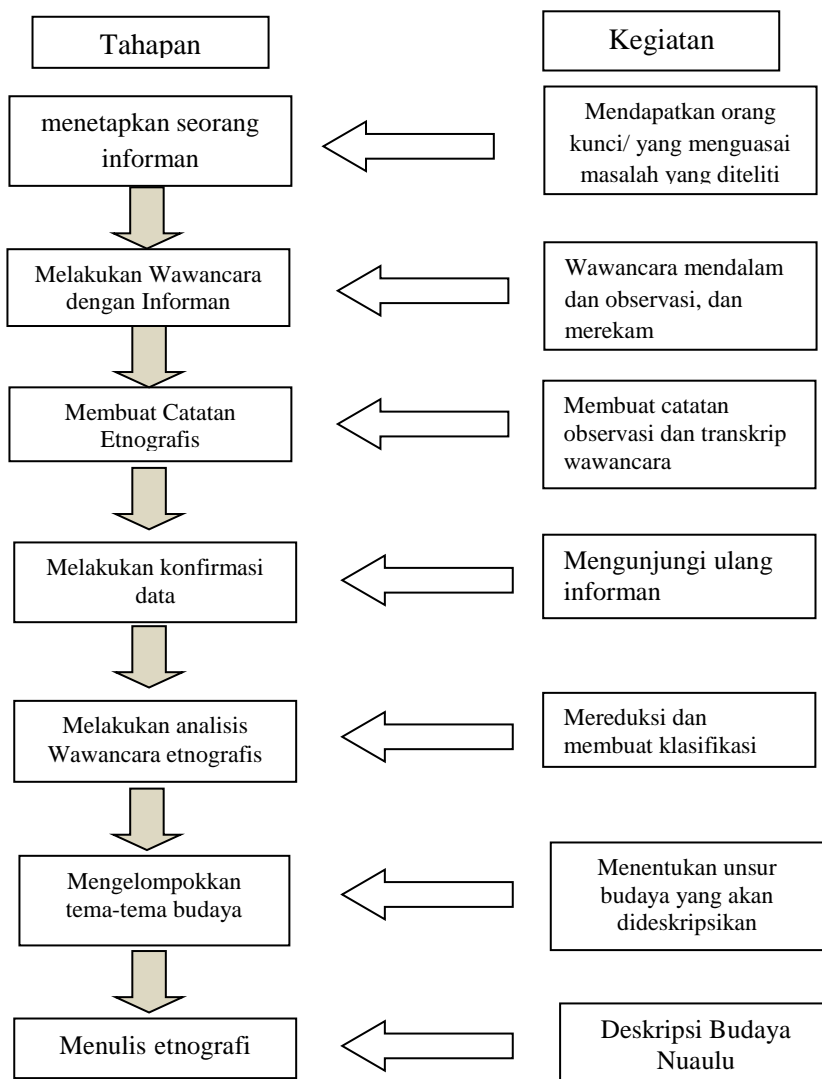 Tahapan
Kegiatan
menetapkan seorang
informan
Mendapatkan orang
kunci/ yang menguasai
masalah yang diteliti
Melakukan Wawancara
dengan Informan
Wawancara mendalam
dan observasi, dan
merekam
Membuat Catatan
Etnografis
Membuat catatan
observasi dan transkrip
wawancara
Melakukan konfirmasi
data
Mengunjungi ulang
informan
Melakukan analisis
Wawancara etnografis
Mereduksi dan
membuat klasifikasi
Mengelompokkan
tema-tema budaya
Menentukan unsur
budaya yang akan
dideskripsikan
Menulis etnografi
Deskripsi Budaya
Nuaulu